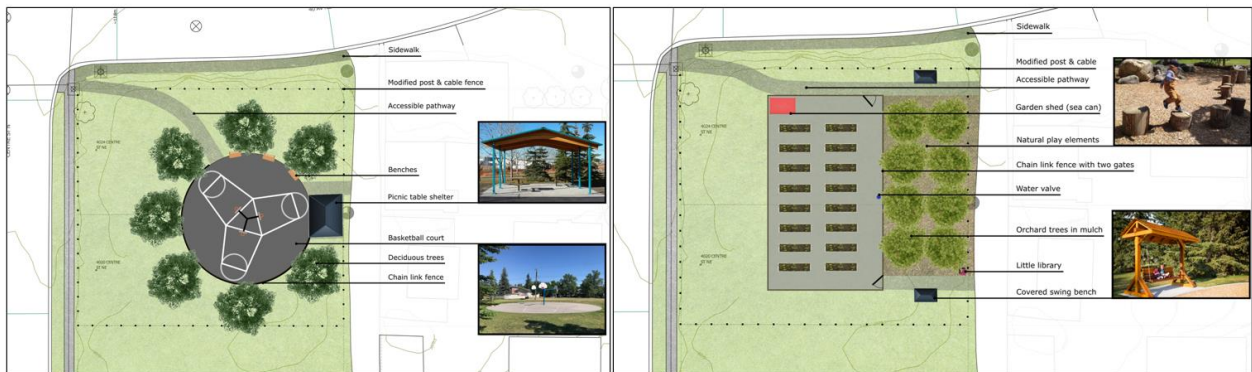 Sidewalk
Modified post & cable fence
Accessible pathway
Benches
Picnic table shelter
Basketball court
Deciduous trees
Chain link fence
Sidewalk
Modified post & cable
Accessible pathway
Garden shed (sea can)
Natural play elements
Chain link fence with two gates
Water valve
Orchard trees in mulch
Little library
Covered swing bench